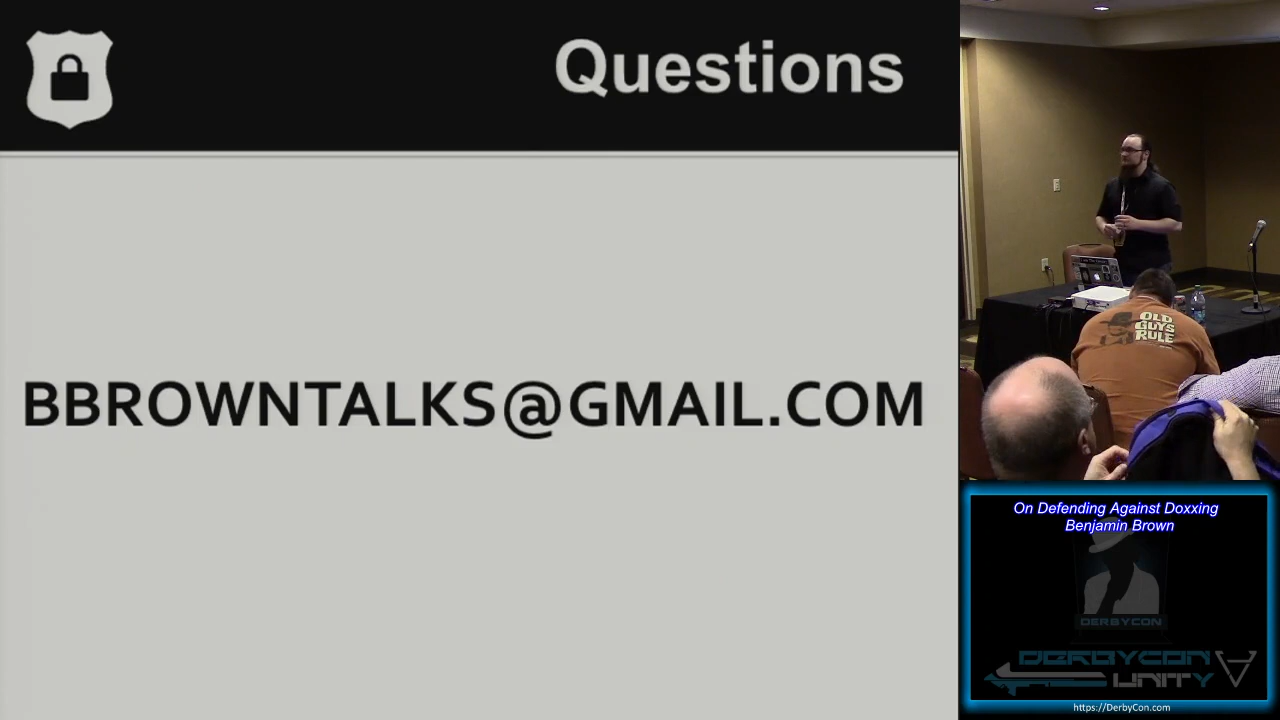 Questions
BBROWNTALKS@GMAIL.COM
OLD
GUYS
RULE
On Defending Against Doxxing
Benjamin Brown
DERBYCON
DERBYCON
UNITY
https://DerbyCon.com